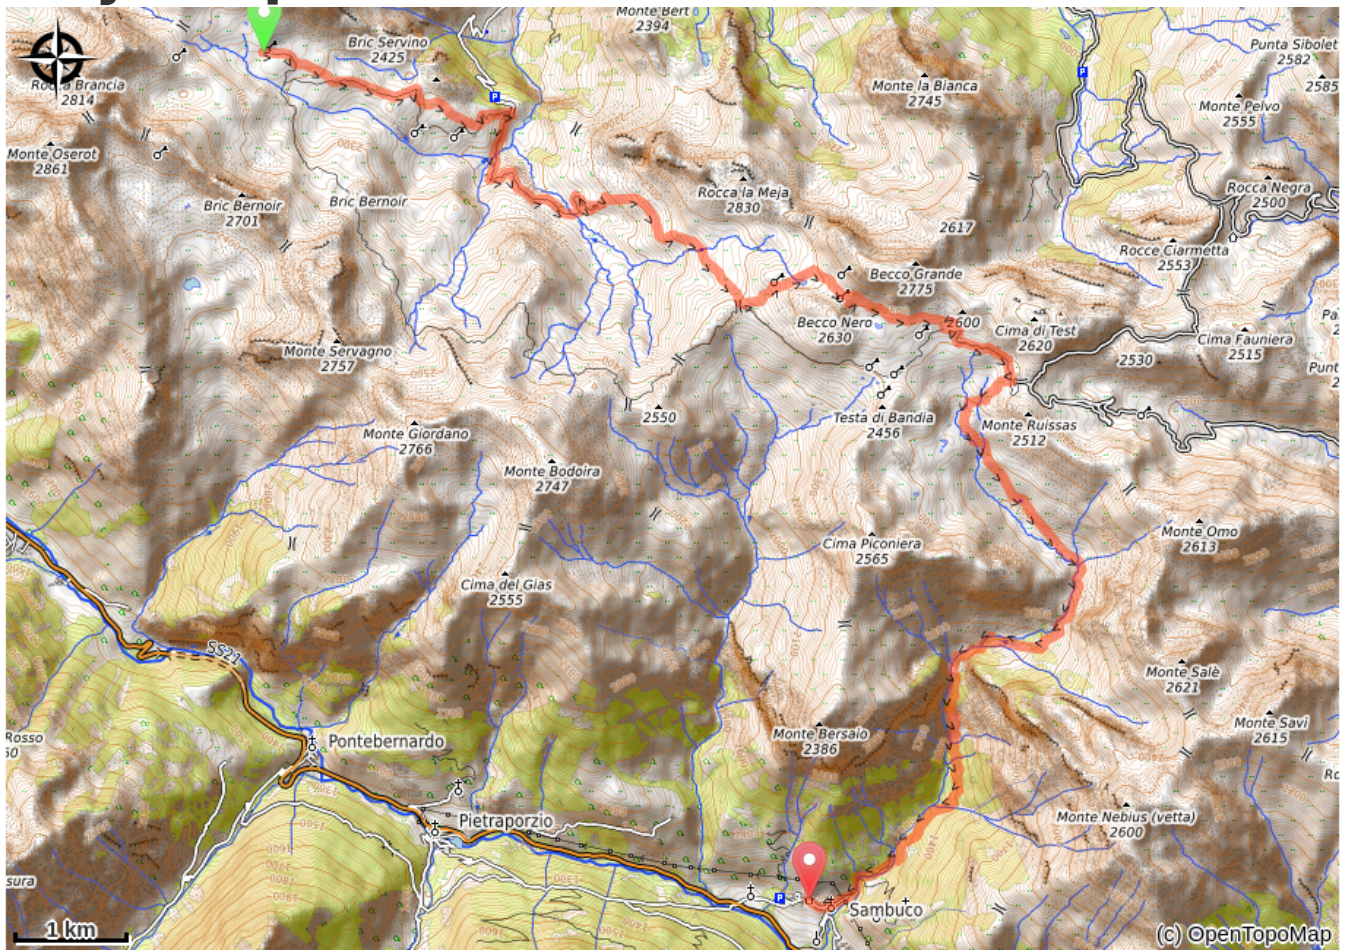 Monte Bert
2394
Bric Servino
2425
Punta Sibolet
2582
2585
Rocca Brancia
2814
Monte la Bianca
2745
Monte Pelvo
2555
Monte Oserot
2861
Bric Bernoir
2701
Bric Bernoir
Rocca la Meja
2830
Rocca Negra
2500
2617
Rocce Ciarmetta
2553
Becco Grande
2775
Becco Nero
2630
2600
Cima di Test
2620
2530
Cima Fauniera
2515
Monte Servagno
2757
2550
Testa di Bandia
2456
Monte Ruissas
2512
Monte Giordano
2766
Monte Bodoira
2747
Monte Omo
2613
Cima Piconiera
2565
Cima del Gias
2555
SS21
Monte Salè
2621
Monte Savi
2615
Monte Bersaio
2386
Rosso
Pontebernardo
Pietraporzio
Monte Nebius (vetta)
2600
Sambuco
1 km
(c) OpenTopoMap